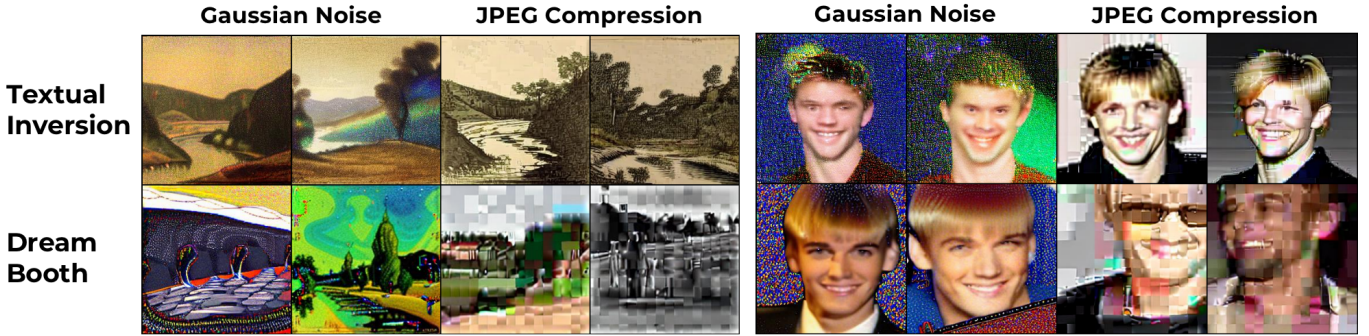 Gaussian Noise
JPEG Compression
Gaussian Noise
JPEG Compression
Textual
Inversion
Dream
Booth